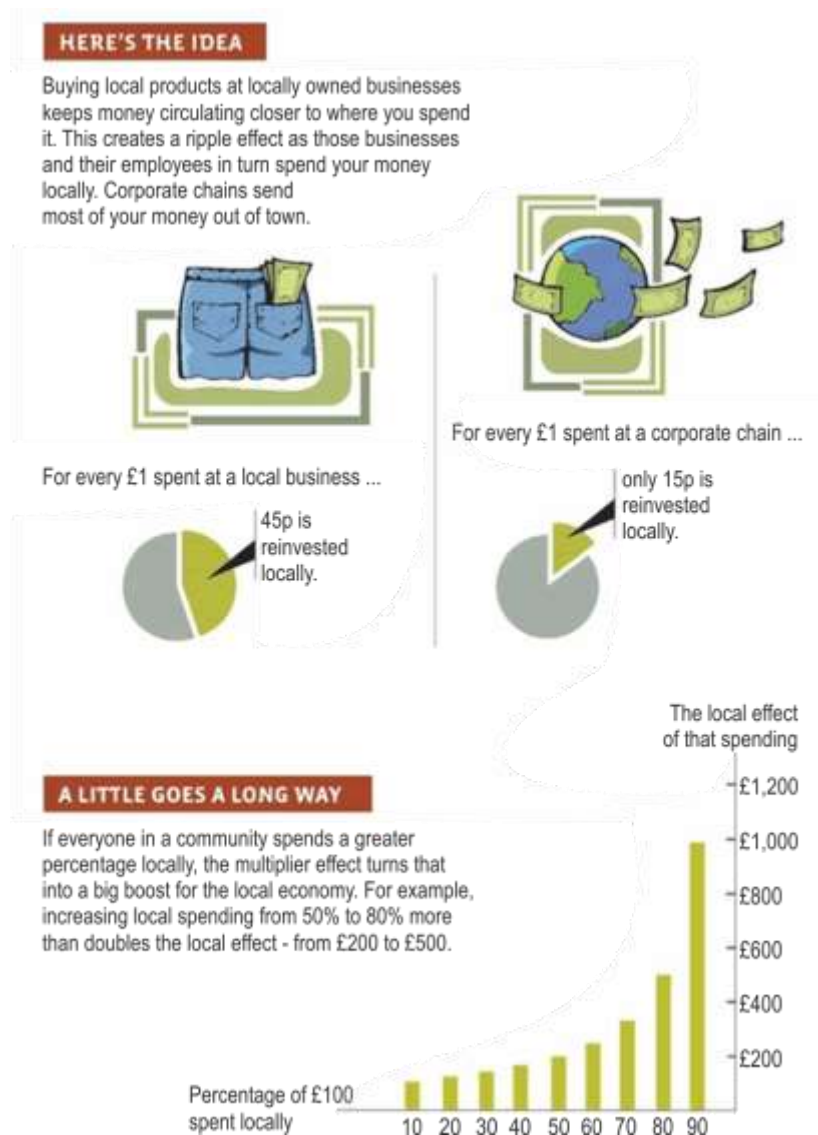 HERE'S THE IDEA
Buying local products at locally owned businesses
keeps money circulating closer to where you spend
it. This creates a ripple effect as those businesses
and their employees in turn spend your money
locally. Corporate chains send
most of your money out of town.
For every £1 spent at a local business ...
45p is
reinvested
locally.
For every £1 spent at a corporate chain ...
only 15p is
reinvested
locally.
A LITTLE GOES A LONG WAY
If everyone in a community spends a greater
percentage locally, the multiplier effect turns that
into a big boost for the local economy. For example,
increasing local spending from 50% to 80% more
than doubles the local effect - from £200 to £500.
The local effect
of that spending
£1,200
£1,000
£800
£600
£400
£200
Percentage of £100
spent locally
10 20 30 40 50 60 70 80 90